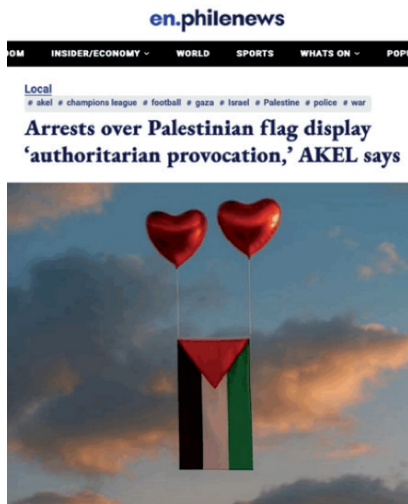 en.philenews
OOM INSIDER/ECONOMY WORLD SPORTS WHATS ON POP
Local
# akel # champions league # football # gaza # Israel # Palestine # police # war
Arrests over Palestinian flag display
‘authoritarian provocation,’ AKEL says